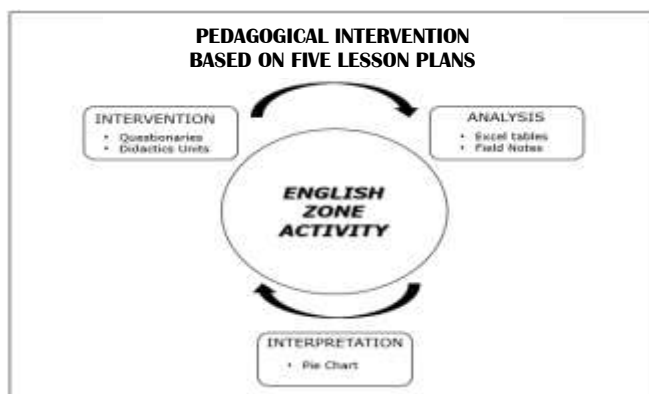 PEDAGOGICAL INTERVENTION
BASED ON FIVE LESSON PLANS
INTERVENTION
• Questionaries
• Didactics Units
ANALYSIS
• Excel tables
• Field Notes
ENGLISH
ZONE
ACTIVITY
INTERPRETATION
• Pie Chart